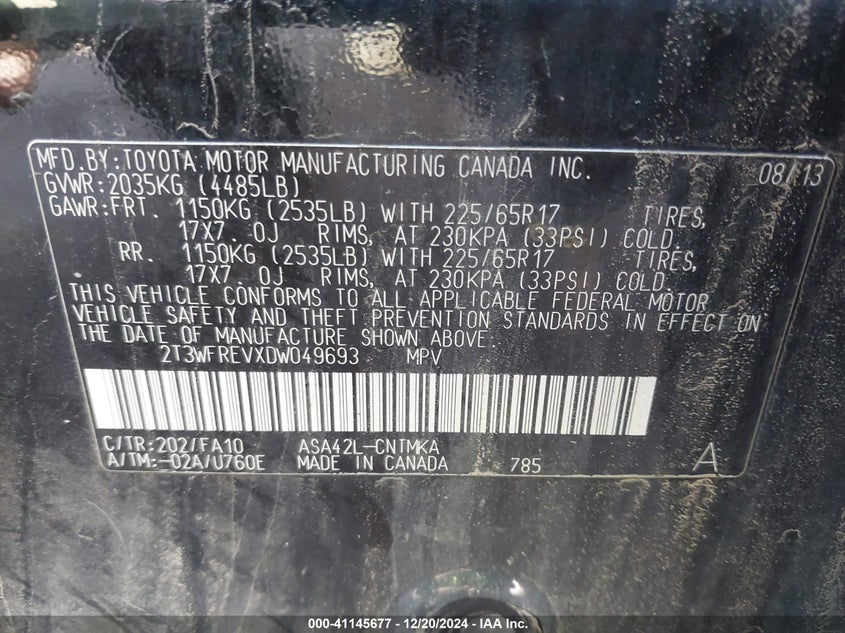 MFD.BY:TOYOTA MOTOR MANUFACTURING CANADA INC. 08/13
GVWR:2035KG (4485LB)
GAWR:FRT. 1150KG (2535LB) WITH 225/65R17 TIRES,
17X7.0J RIMS, AT 230KPA (33PSI) COLD.
RR. 1150KG (2535LB) WITH 225/65R17 TIRES,
17X7.0J RIMS, AT 230KPA (33PSI) COLD.
THIS VEHICLE CONFORMS TO ALL APPLICABLE FEDERAL MOTOR
VEHICLE SAFETY AND THEFT PREVENTION STANDARDS IN EFFECT ON
THE DATE OF MANUFACTURE SHOWN ABOVE.
2T3WFREVXDW049693 MPV
C/TR:202/FA10 ASA42L-CNTMKA
A/TM:-02A/U760E MADE IN CANADA 785 A
000-41145677 - 12/20/2024 - IAA Inc.